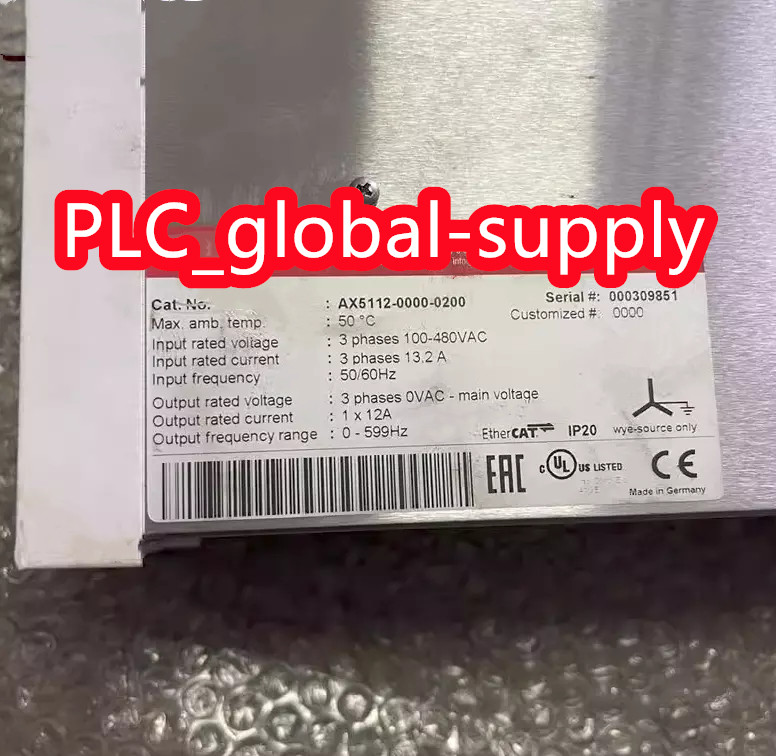 PLC_global-supply
Cat. No. : AX5112-0000-0200 Serial #: 000309851
Max. amb. temp. : 50 °C Customized #: 0000
Input rated voltage : 3 phases 100-480VAC
Input rated current : 3 phases 13.2 A
Input frequency : 50/60Hz
Output rated voltage : 3 phases 0VAC - main voltage
Output rated current : 1 x 12A
Output frequency range : 0 - 599Hz
EtherCAT IP20 wye-source only
EAC c UL US LISTED CE
Made in Germany